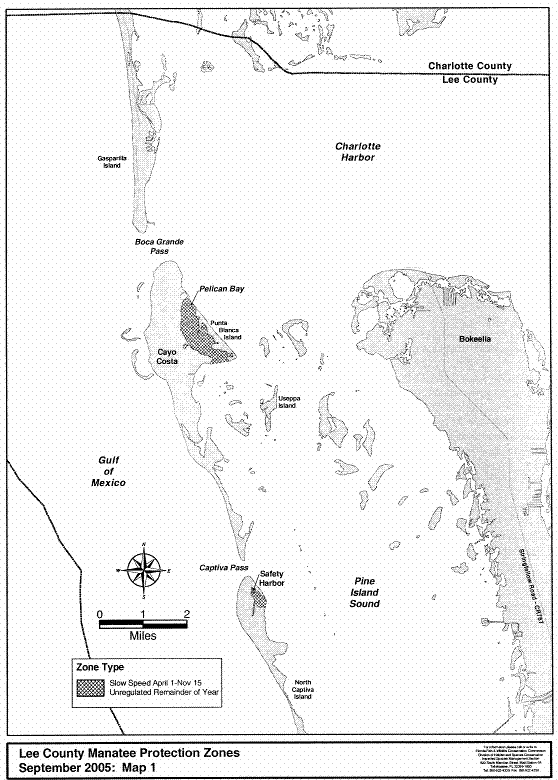 Charlotte County
Lee County
Charlotte
Harbor
Gasparilla
Island
Boca Grande
Pass
Pelican Bay
Punta
Blanca
Island
Cayo
Costa
Bokeelia
Useppa
Island
Gulf
of
Mexico
Captiva Pass
Safety
Harbor
Pine
Island
Sound
Stringfellow Road - CR767
N
W
E
S
0 1 2
Miles
North
Captiva
Island
Zone Type
Slow Speed April 1-Nov 15
Unregulated Remainder of Year
Lee County Manatee Protection Zones
September 2005: Map 1